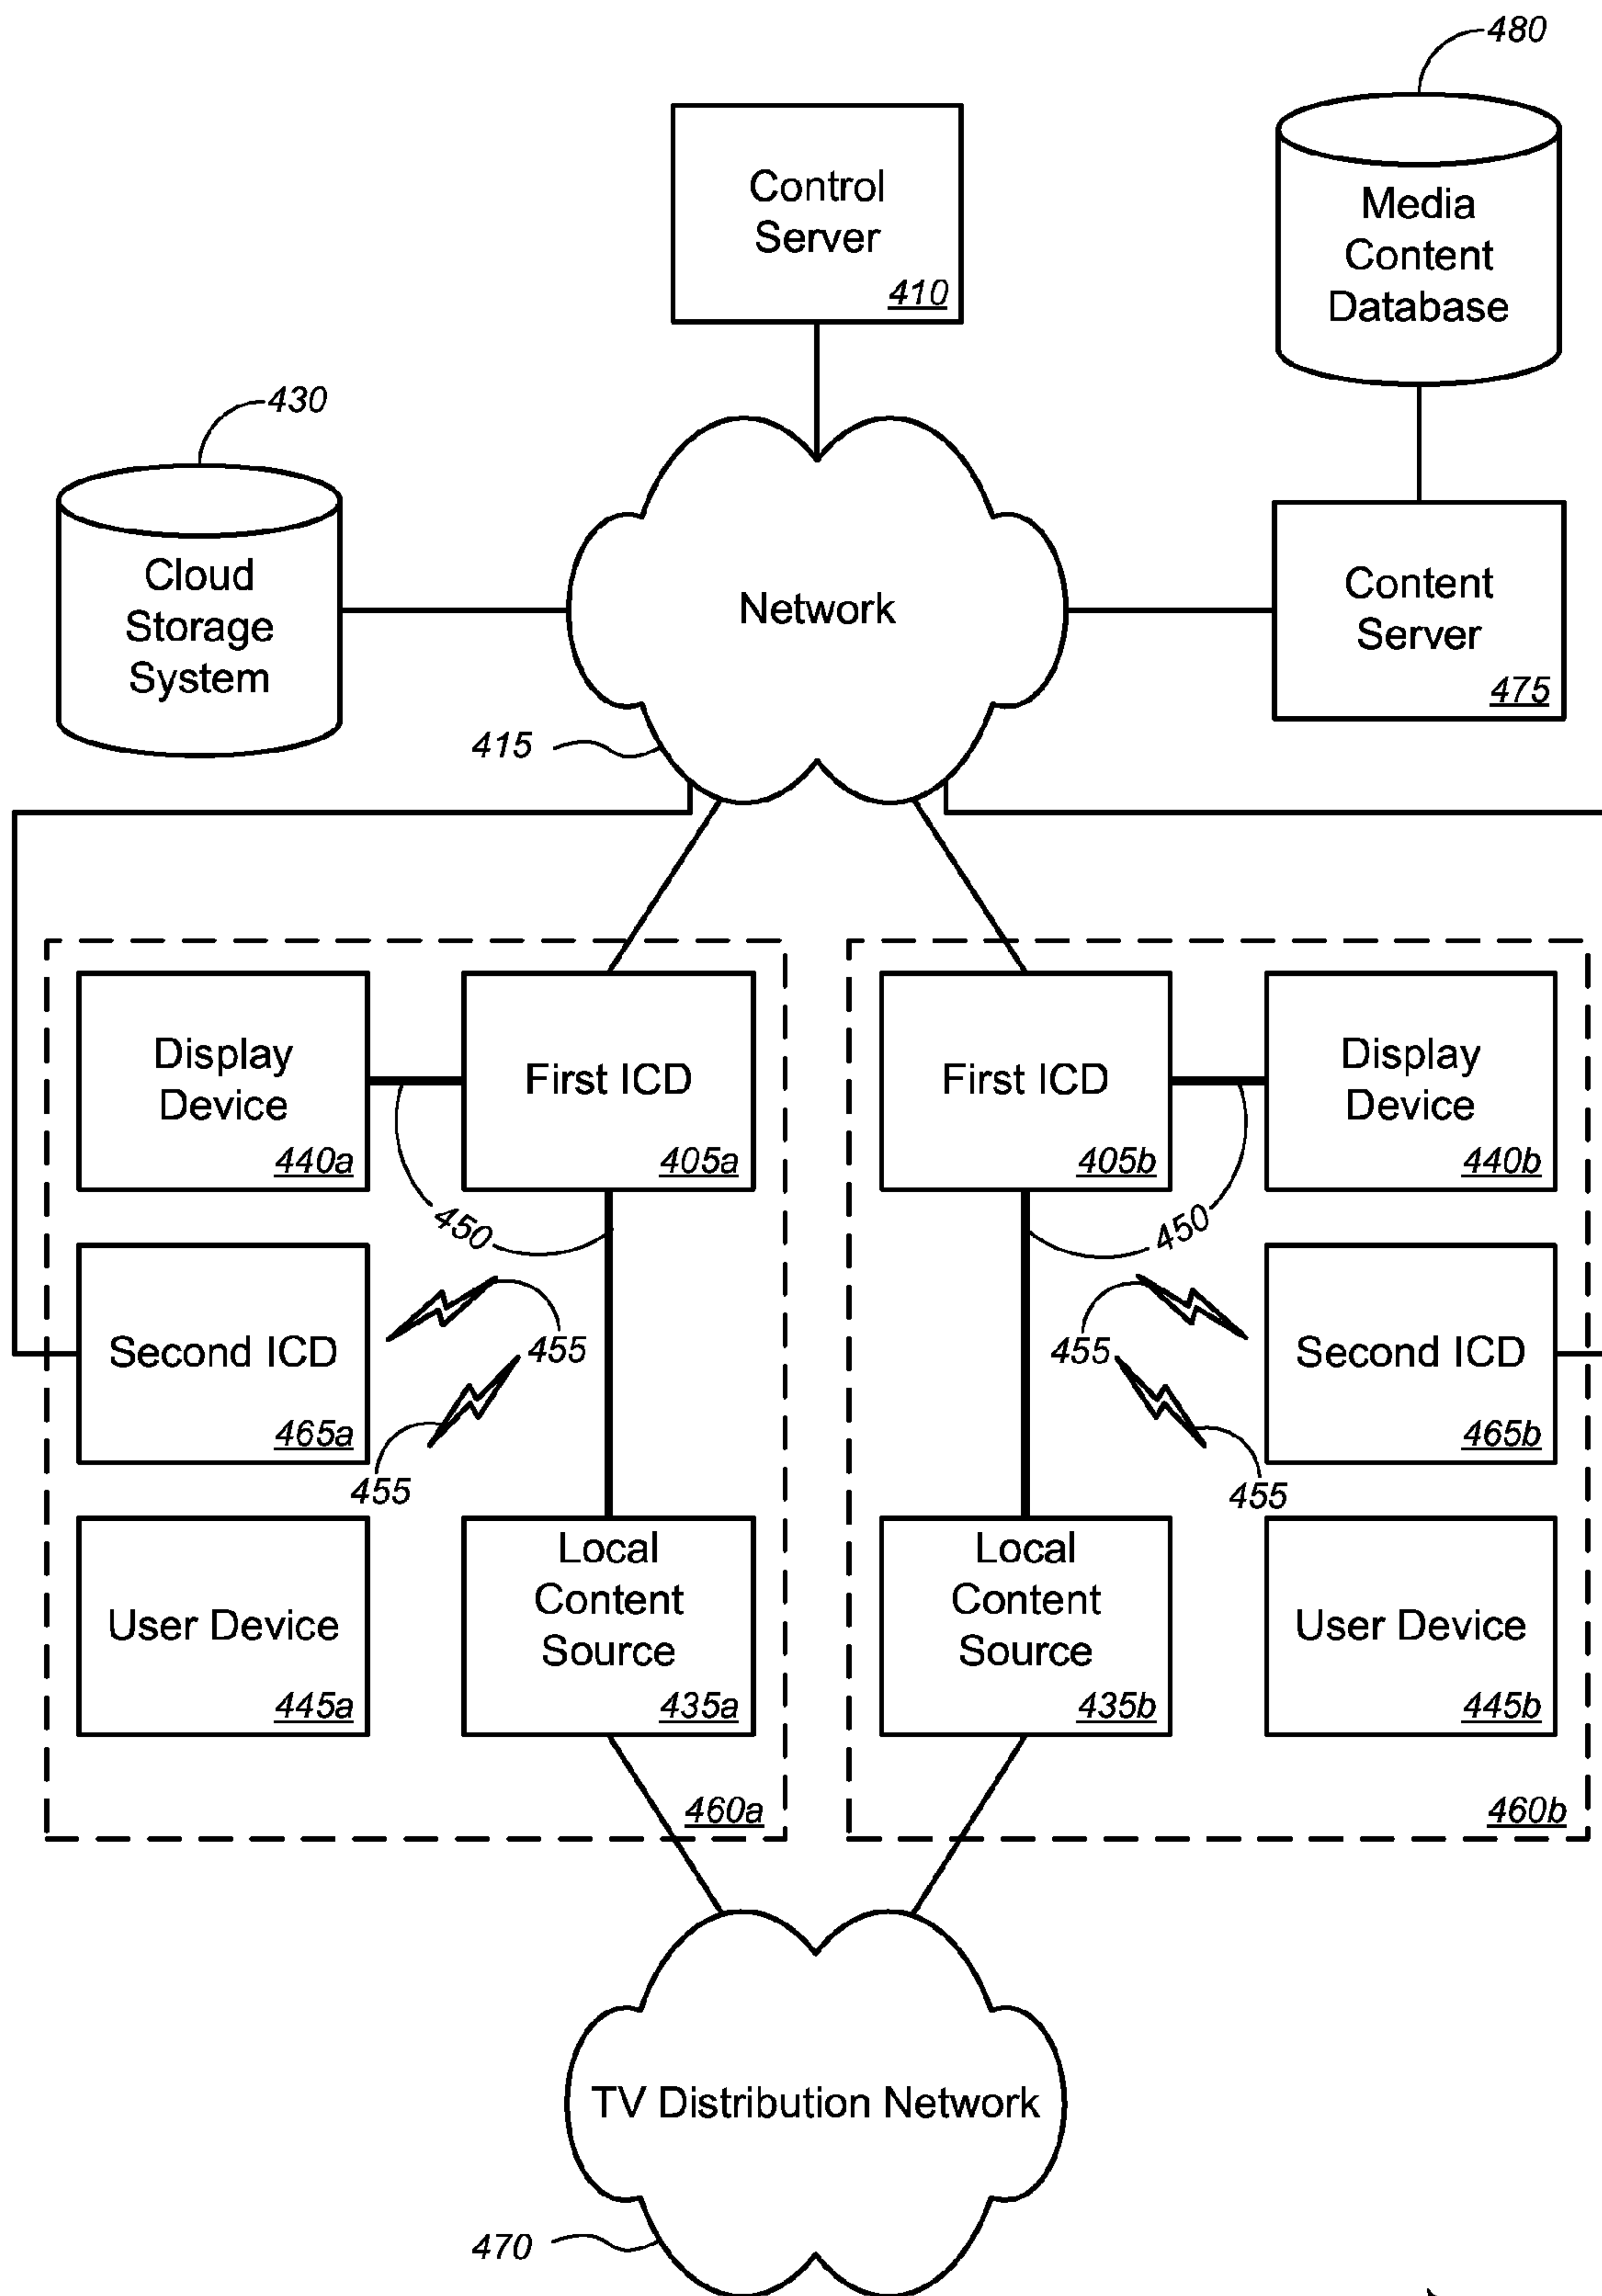 480
Control
Server
410
Media
Content
Database
430
Cloud
Storage
System
Network
Content
Server
475
415
Display
Device
440a
First ICD
405a
First ICD
405b
Display
Device
440b
450
450
Second ICD
465a
455
455
455
455
Second ICD
465b
User Device
445a
Local
Content
Source
435a
Local
Content
Source
435b
User Device
445b
460a
460b
TV Distribution Network
470